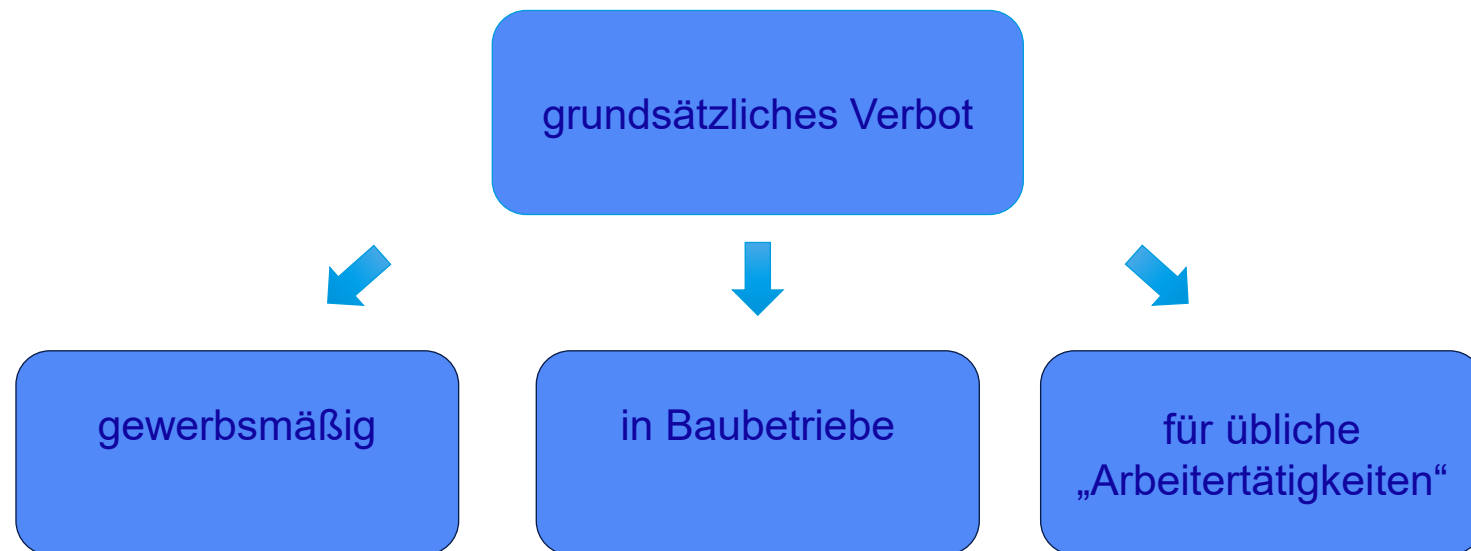 grundsätzliches Verbot
gewerbsmäßig
in Baubetriebe
für übliche
„Arbeitertätigkeiten“